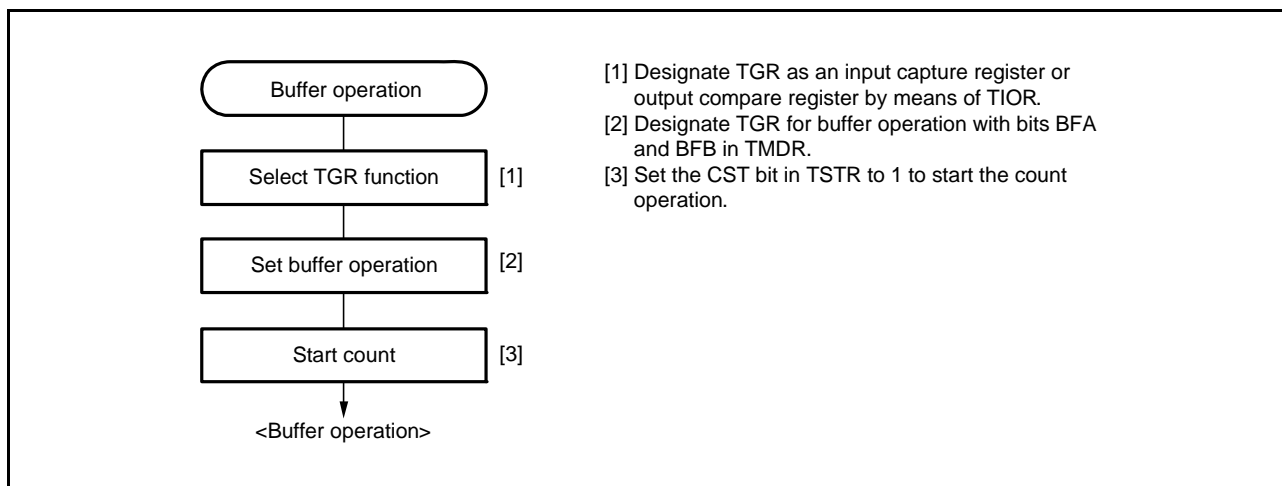 Buffer operation
Select TGR function
[1]
Set buffer operation
[2]
Start count
[3]
<Buffer operation>
[1] Designate TGR as an input capture register or
output compare register by means of TIOR.
[2] Designate TGR for buffer operation with bits BFA
and BFB in TMDR.
[3] Set the CST bit in TSTR to 1 to start the count
operation.